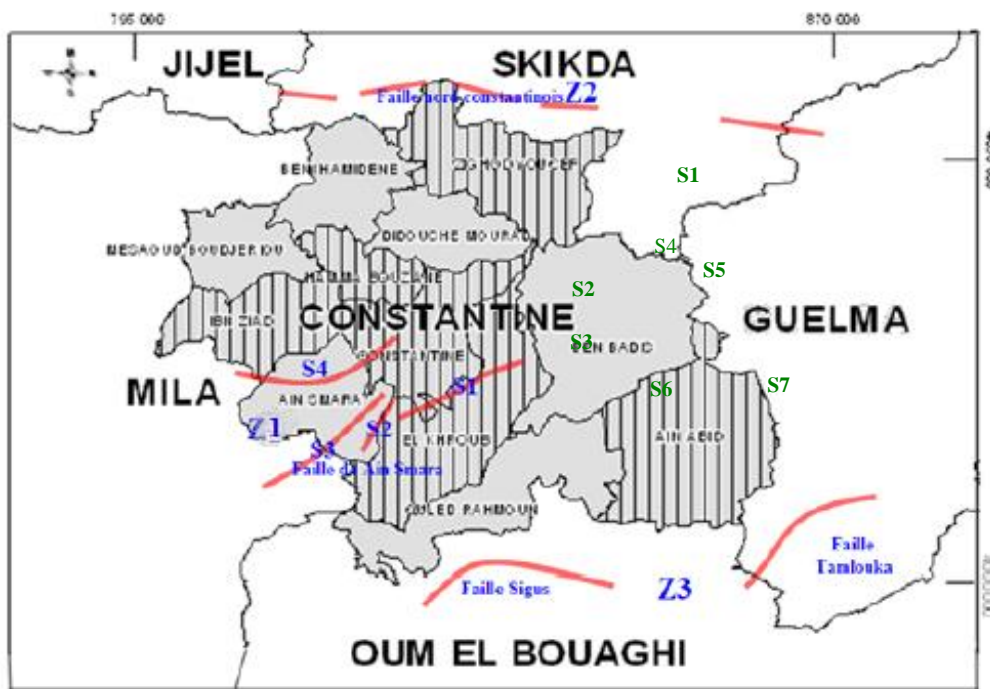 795 000
870 000
JIJEL
SKIKDA
Faille nord constantinois
Z2
BENI HAMIDENE
ZIGHOD YOUCEF
S1
DIDOUCHE MOURAD
S4
MESAOUD BOUDJERIOU
HAMMA BOUZIANE
S5
S2
IBN ZIAD
CONSTANTINE
GUELMA
S3
BEN BADIS
CONSTANTINE
S4
MILA
AIN SMARA
S1
S6
S7
Z1
S2
EL KHROUB
AIN ABID
S3
Faille de Ain Smara
OULED RAHMOUN
Faille
Tamlouka
Faille Sigus
Z3
OUM EL BOUAGHI